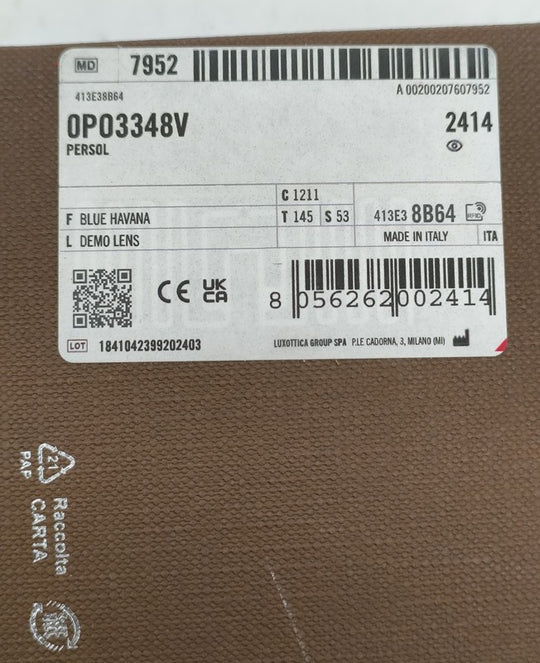 MD 7952
A 00200207607952
413E38B64
0PO3348V 2414
PERSOL
C 1211
F BLUE HAVANA T 145 S 53 413E3 8B64 RFID
L DEMO LENS MADE IN ITALY ITA
CE UK CA
8 056262 002414
LOT 1841042399202403 LUXOTTICA GROUP SPA P.LE CADORNA, 3, MILANO (MI)
21
PAP
Raccolta
CARTA